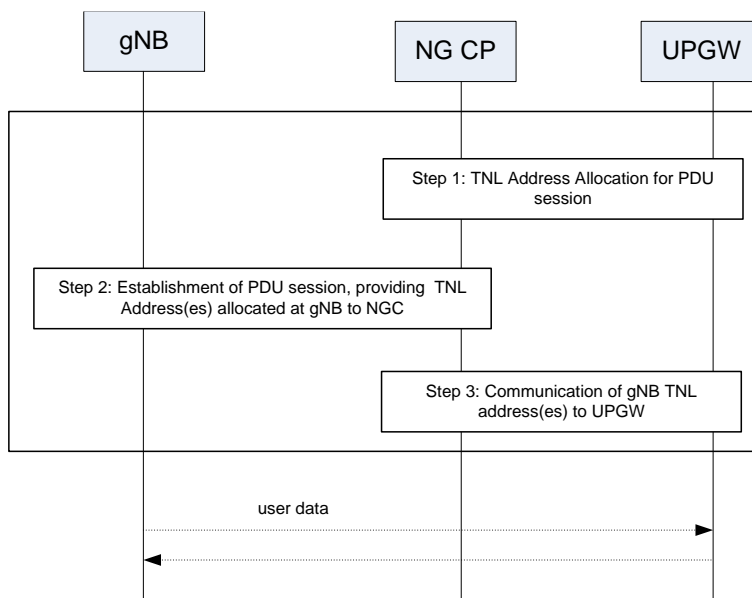 gNB
NG CP
UPGW
Step 1: TNL Address Allocation for PDU
session
Step 2: Establishment of PDU session, providing TNL
Address(es) allocated at gNB to NGC
Step 3: Communication of gNB TNL
address(es) to UPGW
user data